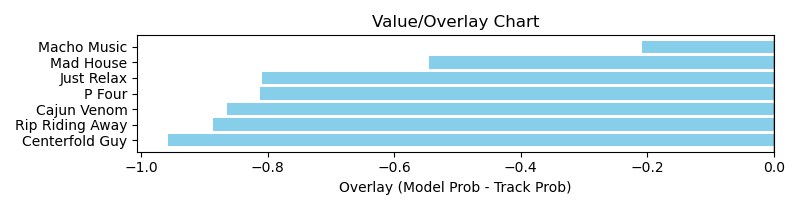 Value/Overlay Chart
Macho Music
Mad House
Just Relax
P Four
Cajun Venom
Rip Riding Away
Centerfold Guy
−1.0 −0.8 −0.6 −0.4 −0.2 0.0
Overlay (Model Prob - Track Prob)